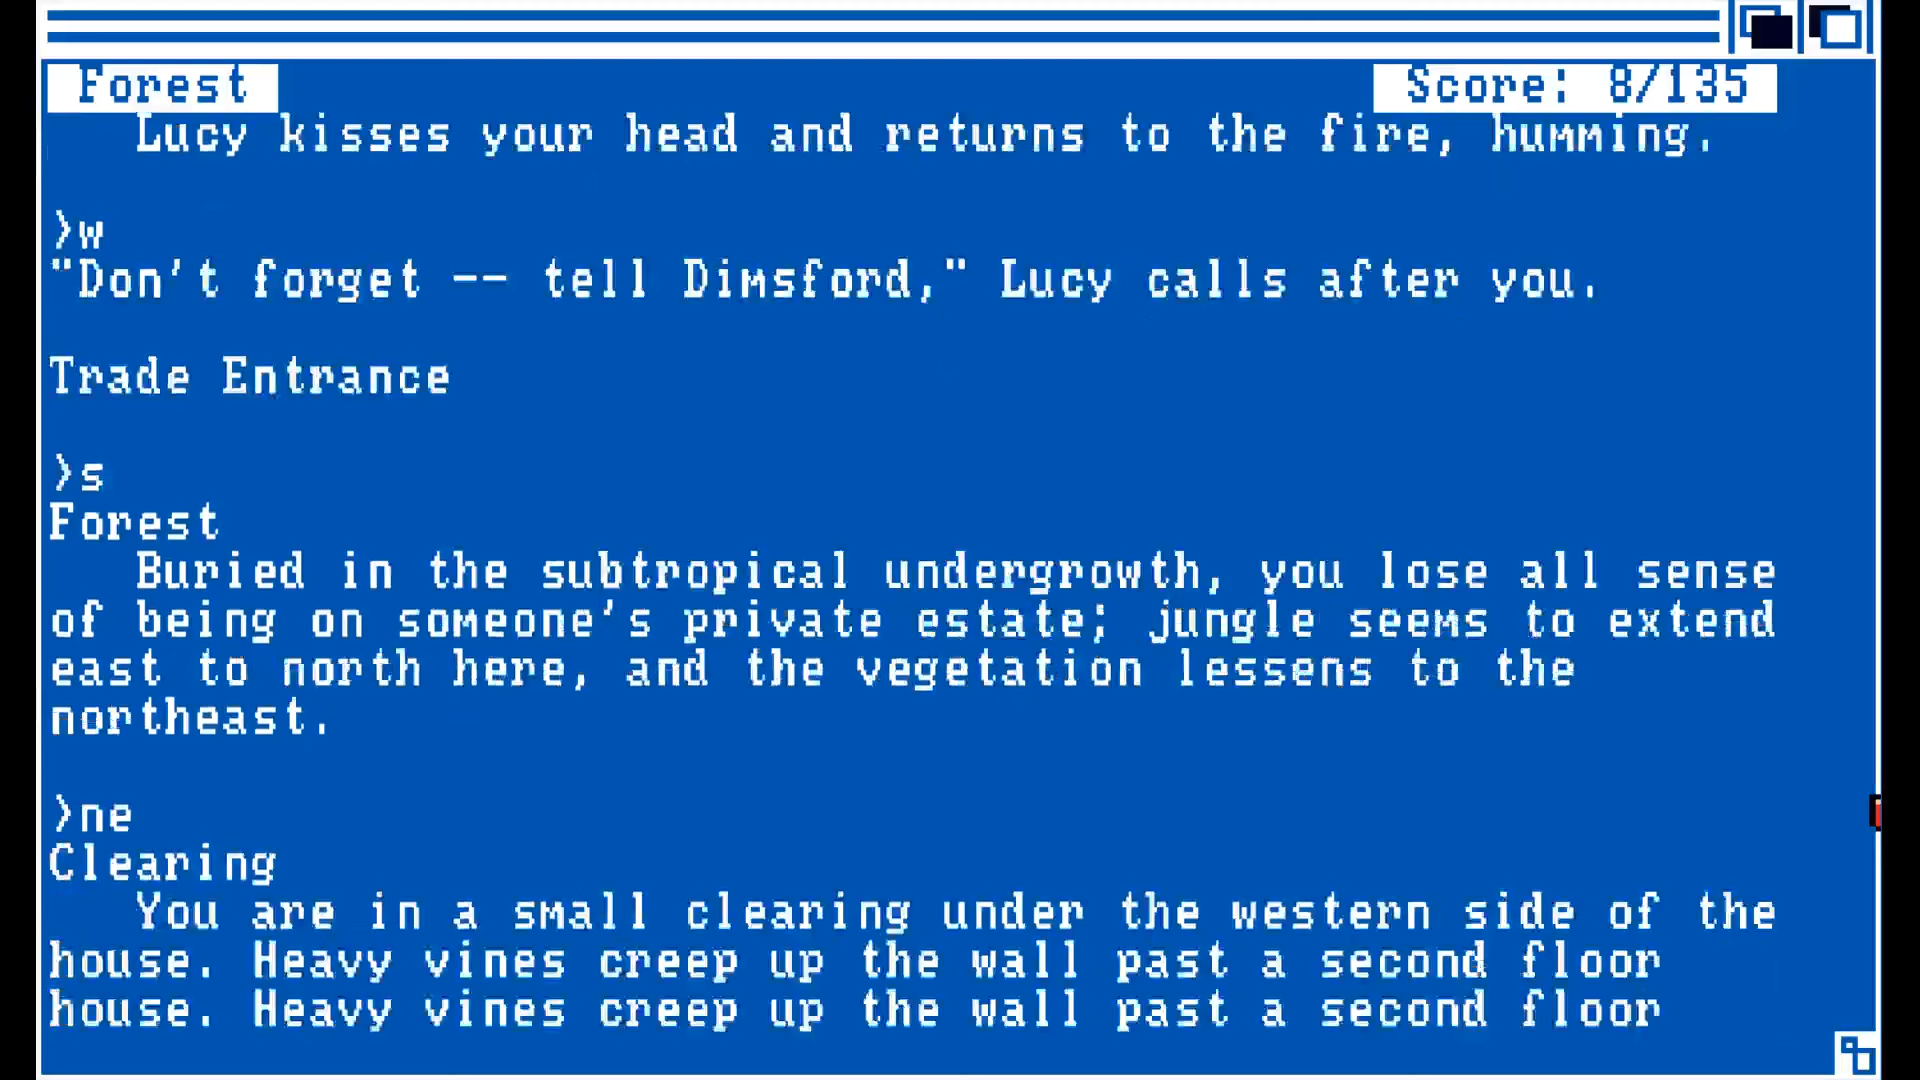 Forest Score: 8/135
Lucy kisses your head and returns to the fire, humming.
>w
"Don't forget -- tell Dimsford," Lucy calls after you.
Trade Entrance
>s
Forest
Buried in the subtropical undergrowth, you lose all sense
of being on someone's private estate; jungle seems to extend
east to north here, and the vegetation lessens to the
northeast.
>ne
Clearing
You are in a small clearing under the western side of the
house. Heavy vines creep up the wall past a second floor
house. Heavy vines creep up the wall past a second floor